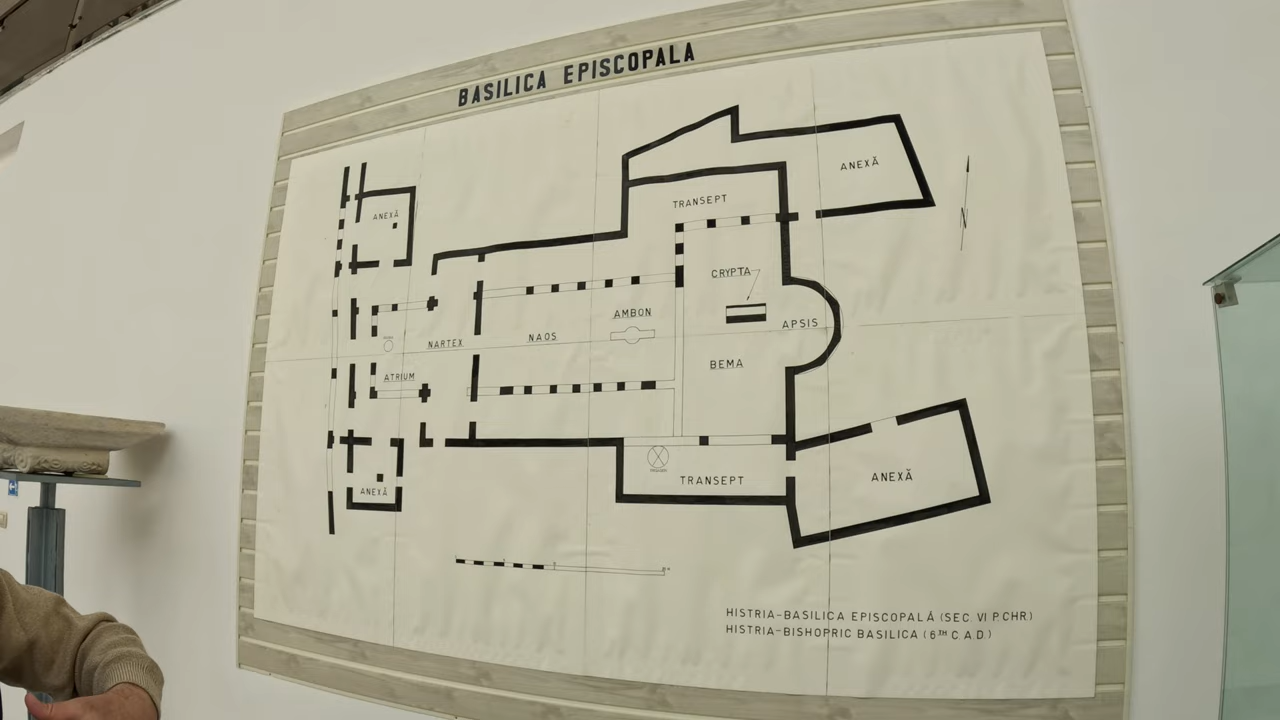 BASILICA EPISCOPALA
ANEXĂ
TRANSEPT
ANEXĂ
N
CRYPTA
AMBON
APSIS
NARTEX
NAOS
BEMA
ATRIUM
ANEXĂ
TRANSEPT
ANEXĂ
HISTRIA-BASILICA EPISCOPALĂ (SEC. VI P.CHR)
HISTRIA-BISHOPRIC BASILICA (6TH C. A.D.)